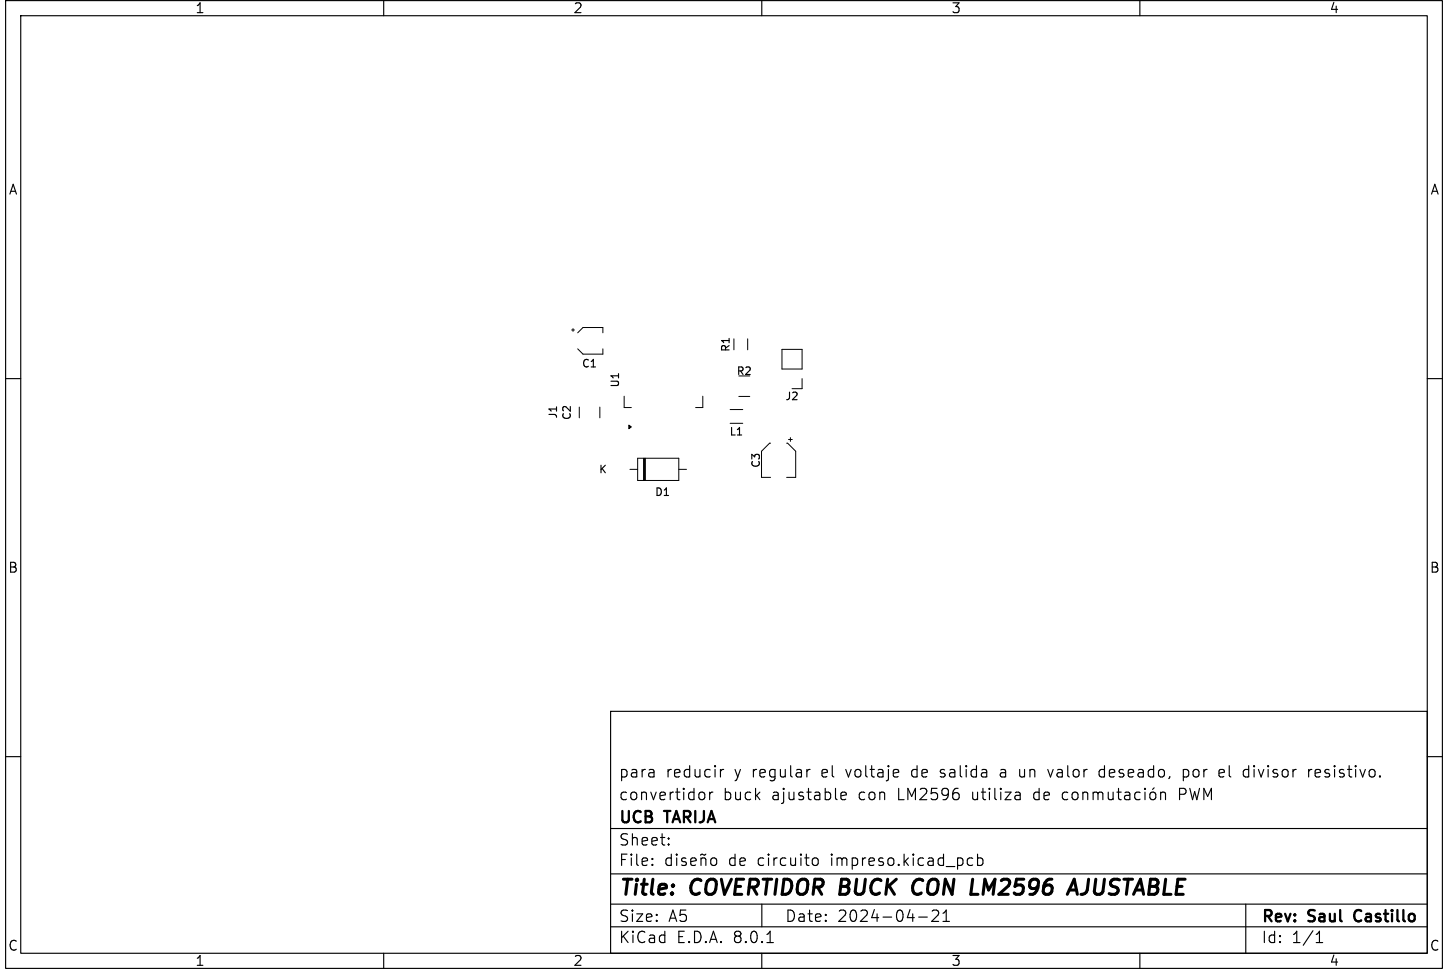 1 2 3 4
A A
R1
C1
R2
U1
J2
J1 C2
L1
+
C3
K
D1
B B
para reducir y regular el voltaje de salida a un valor deseado, por el divisor resistivo.
convertidor buck ajustable con LM2596 utiliza de conmutación PWM
UCB TARIJA
Sheet:
File: diseño de circuito impreso.kicad_pcb
Title: COVERTIDOR BUCK CON LM2596 AJUSTABLE
Size: A5 Date: 2024-04-21 Rev: Saul Castillo
KiCad E.D.A. 8.0.1 Id: 1/1
C C
1 2 3 4